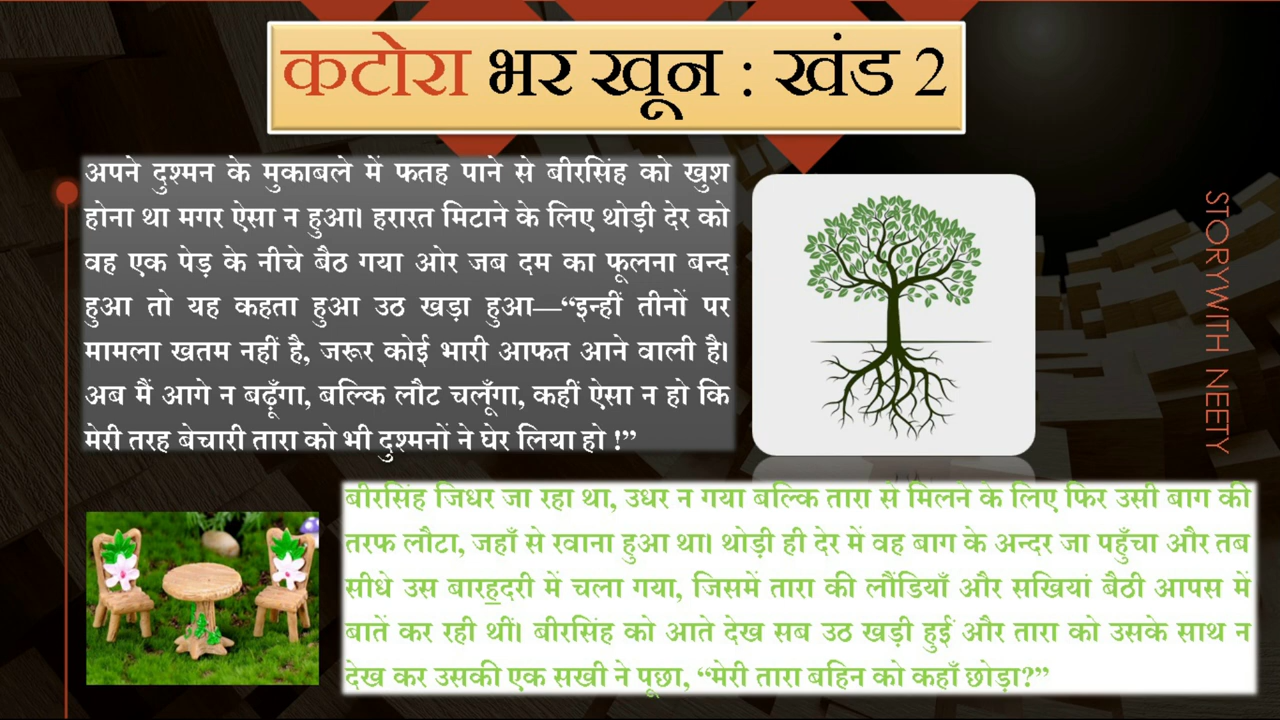 कटोरा भर खून : खंड 2
अपने दुश्मन के मुकाबले में फतह पाने से बीरसिंह को खुश
होना था मगर ऐसा न हुआ। हरारत मिटाने के लिए थोड़ी देर को
वह एक पेड़ के नीचे बैठ गया ओर जब दम का फूलना बन्द
हुआ तो यह कहता हुआ उठ खड़ा हुआ—“इन्हीं तीनों पर
मामला खतम नहीं है, जरूर कोई भारी आफत आने वाली है।
अब मैं आगे न बढ़ूँगा, बल्कि लौट चलूँगा, कहीं ऐसा न हो कि
मेरी तरह बेचारी तारा को भी दुश्मनों ने घेर लिया हो !”
STORYWITH NEETY
बीरसिंह जिधर जा रहा था, उधर न गया बल्कि तारा से मिलने के लिए फिर उसी बाग की
तरफ लौटा, जहाँ से रवाना हुआ था। थोड़ी ही देर में वह बाग के अन्दर जा पहुँचा और तब
सीधे उस बारहदरी में चला गया, जिसमें तारा की लौंडियाँ और सखियां बैठी आपस में
बातें कर रही थीं। बीरसिंह को आते देख सब उठ खड़ी हुईं और तारा को उसके साथ न
देख कर उसकी एक सखी ने पूछा, “मेरी तारा बहिन को कहाँ छोड़ा?”